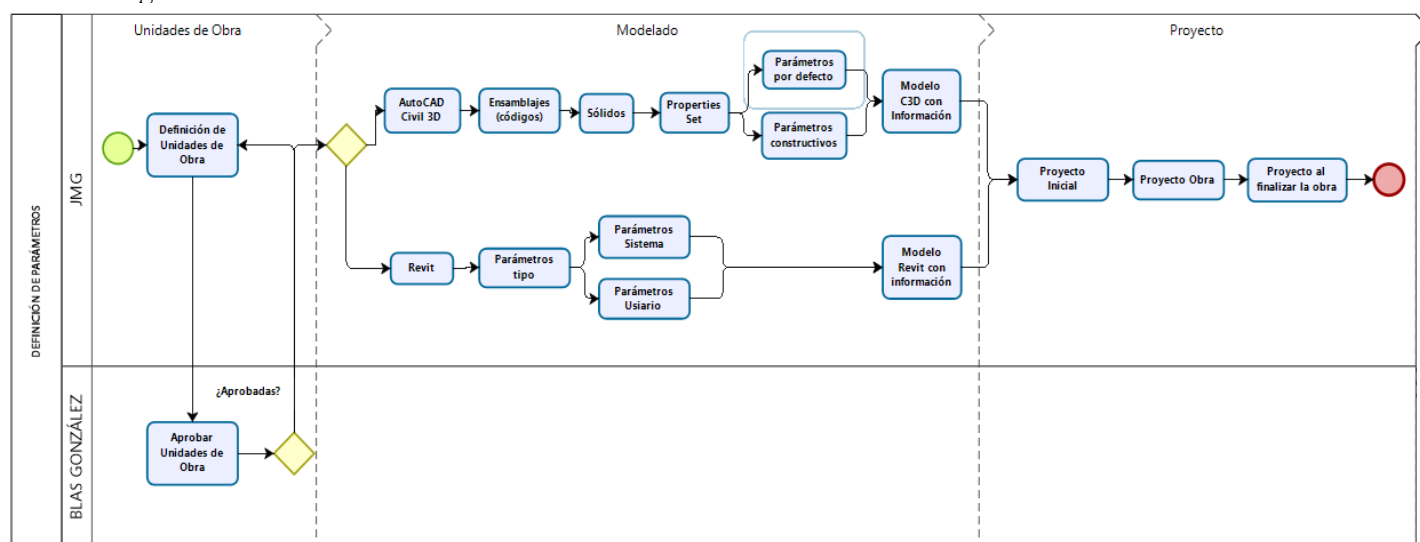 Unidades de Obra
Modelado
Proyecto
DEFINICIÓN DE PARÁMETROS
JMG
BLAS GONZÁLEZ
Definición de
Unidades de
Obra
AutoCAD
Civil 3D
Ensamblajes
(códigos)
Sólidos
Properties
Set
Parámetros
por defecto
Parámetros
constructivos
Modelo
C3D con
Información
Revit
Parámetros
tipo
Parámetros
Sistema
Parámetros
Usiario
Modelo
Revit con
información
Proyecto
Inicial
Proyecto Obra
Proyecto al
finalizar la obra
¿Aprobadas?
Aprobar
Unidades de
Obra